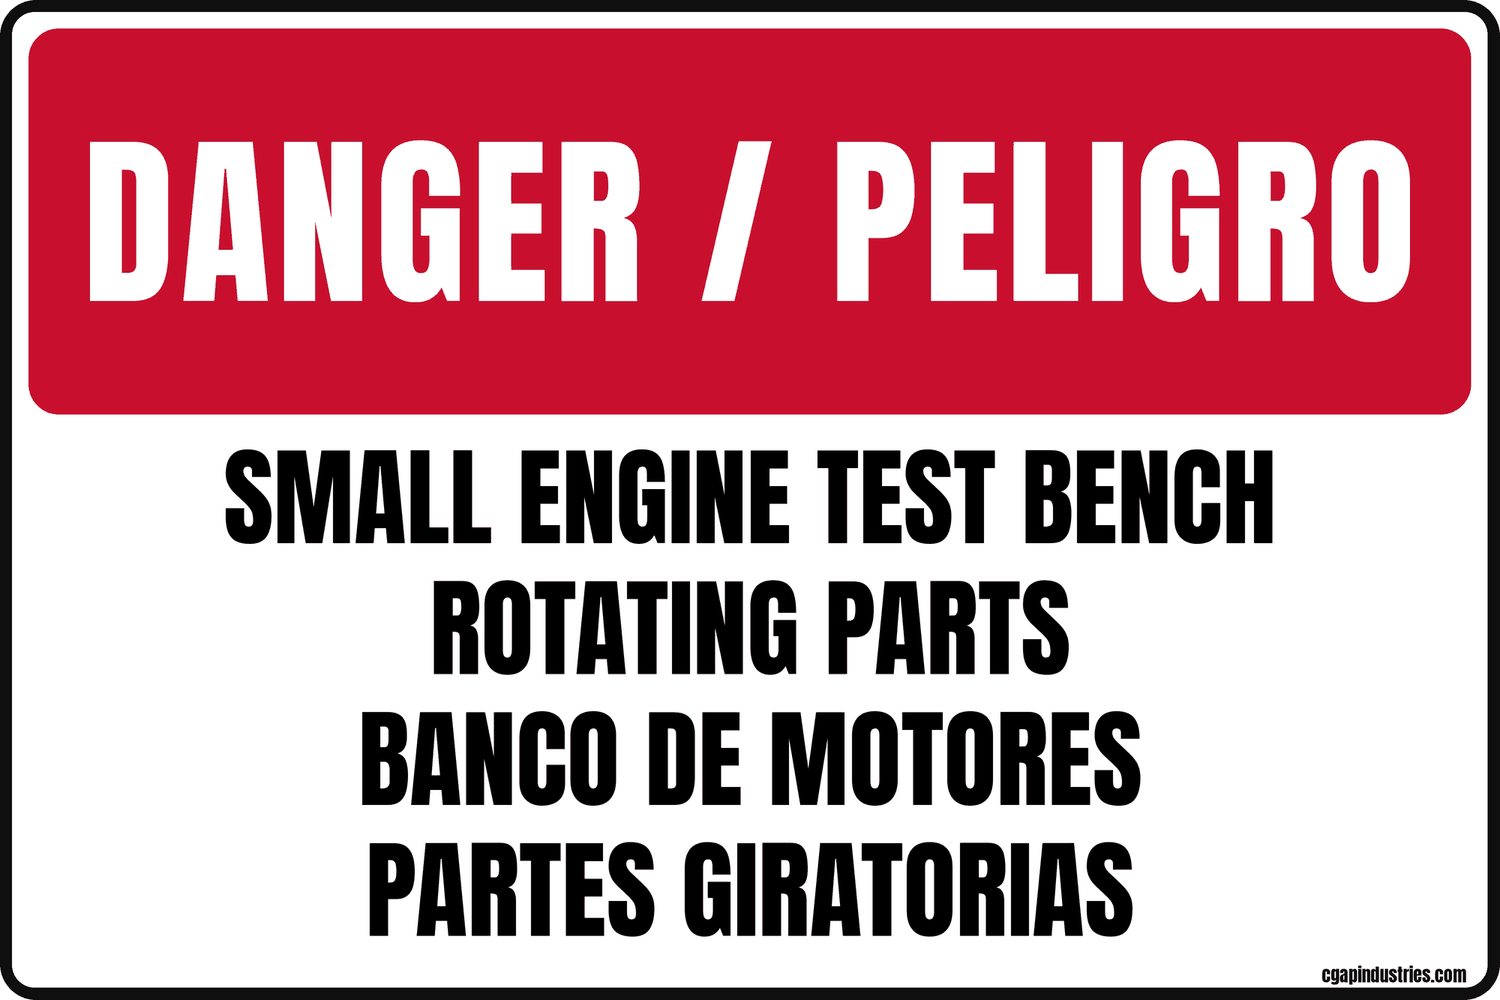 DANGER / PELIGRO
SMALL ENGINE TEST BENCH
ROTATING PARTS
BANCO DE MOTORES
PARTES GIRATORIAS
cgapindustries.com